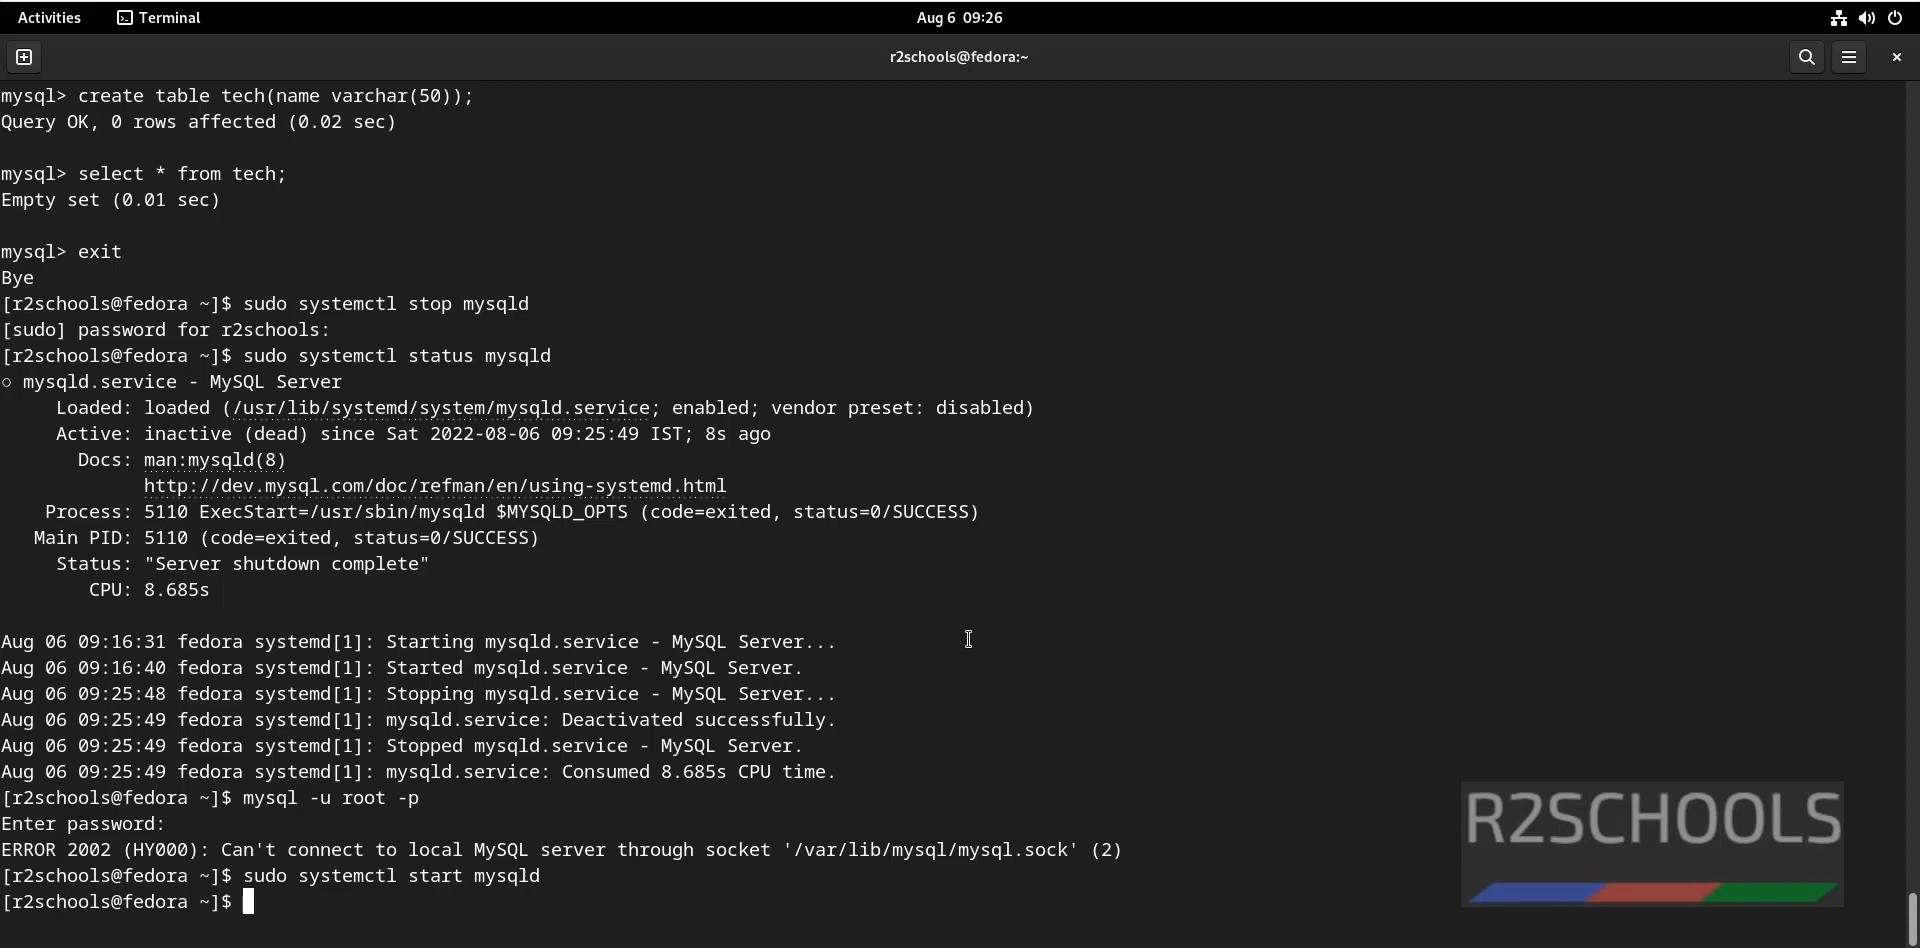 Activities Terminal Aug 6 09:26
r2schools@fedora:~
mysql> create table tech(name varchar(50));
Query OK, 0 rows affected (0.02 sec)
mysql> select * from tech;
Empty set (0.01 sec)
mysql> exit
Bye
[r2schools@fedora ~]$ sudo systemctl stop mysqld
[sudo] password for r2schools:
[r2schools@fedora ~]$ sudo systemctl status mysqld
○ mysqld.service - MySQL Server
Loaded: loaded (/usr/lib/systemd/system/mysqld.service; enabled; vendor preset: disabled)
Active: inactive (dead) since Sat 2022-08-06 09:25:49 IST; 8s ago
Docs: man:mysqld(8)
http://dev.mysql.com/doc/refman/en/using-systemd.html
Process: 5110 ExecStart=/usr/sbin/mysqld $MYSQLD_OPTS (code=exited, status=0/SUCCESS)
Main PID: 5110 (code=exited, status=0/SUCCESS)
Status: "Server shutdown complete"
CPU: 8.685s
Aug 06 09:16:31 fedora systemd[1]: Starting mysqld.service - MySQL Server...
Aug 06 09:16:40 fedora systemd[1]: Started mysqld.service - MySQL Server.
Aug 06 09:25:48 fedora systemd[1]: Stopping mysqld.service - MySQL Server...
Aug 06 09:25:49 fedora systemd[1]: mysqld.service: Deactivated successfully.
Aug 06 09:25:49 fedora systemd[1]: Stopped mysqld.service - MySQL Server.
Aug 06 09:25:49 fedora systemd[1]: mysqld.service: Consumed 8.685s CPU time.
[r2schools@fedora ~]$ mysql -u root -p
Enter password:
ERROR 2002 (HY000): Can't connect to local MySQL server through socket '/var/lib/mysql/mysql.sock' (2)
[r2schools@fedora ~]$ sudo systemctl start mysqld
[r2schools@fedora ~]$
R2SCHOOLS